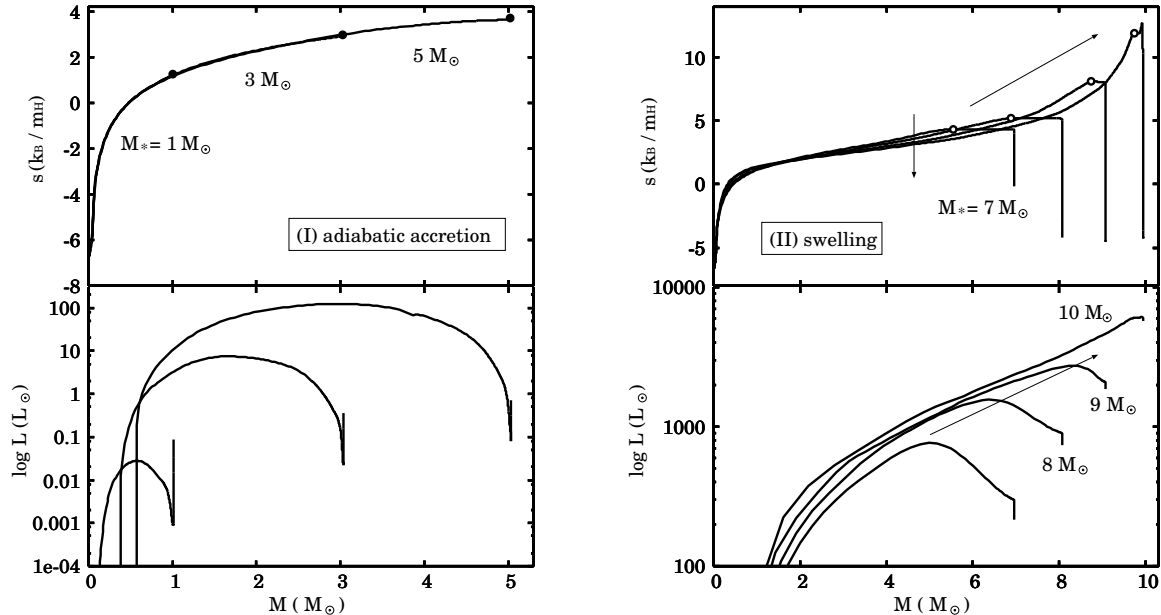 4
2
0
-2
-4
-6
-8
s (kB / mH)
M*= 1 M☉
3 M☉
5 M☉
(I) adiabatic accretion
100
10
1
0.1
0.01
0.001
1e-04
log L (L☉)
0 1 2 3 4 5
M ( M☉)
10
5
0
-5
s (kB / mH)
M*= 7 M☉
(II) swelling
10000
1000
100
log L (L☉)
10 M☉
9 M☉
8 M☉
0 2 4 6 8 10
M ( M☉)